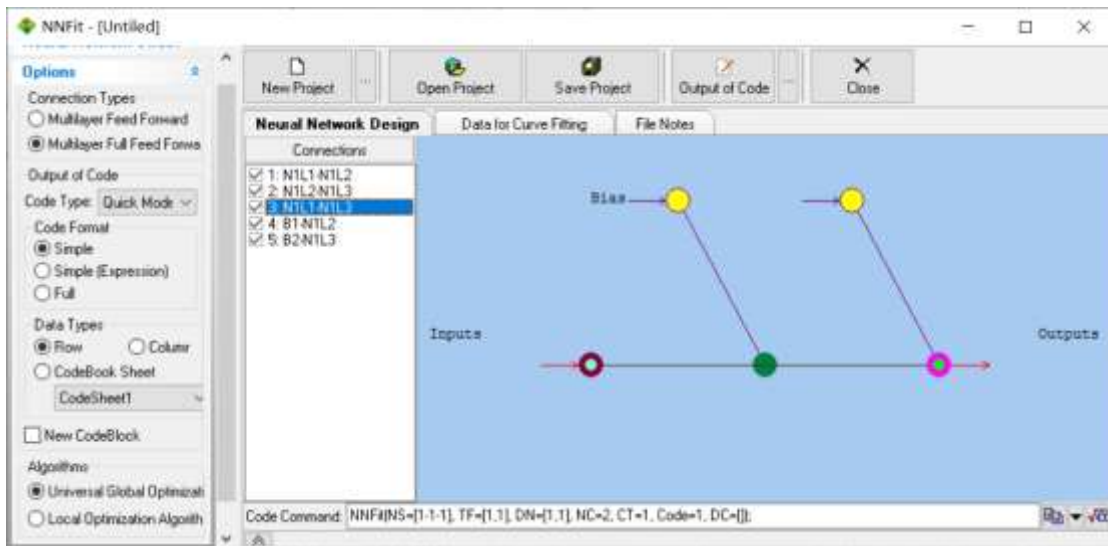 NNFit - [Untiled]
Options
Connection Types
Multilayer Feed Forward
Multilayer Full Feed Forwa
Output of Code
Code Type: Quick Mode
Code Format
Simple
Simple (Expression)
Full
Data Types
Row Column
CodeBook Sheet
CodeSheet1
New CodeBlock
Algorithms
Universal Global Optimizati
Local Optimization Algorith
New Project ... Open Project Save Project Output of Code ... Close
Neural Network Design Data for Curve Fitting File Notes
Connections
1: N1L1-N1L2
2: N1L2-N1L3
3: N1L1-N1L3
4: B1-N1L2
5: B2-N1L3
Bias
Inputs
Outputs
Code Command: NNFit(NS=[1-1-1], TF=[1,1], DN=[1,1], NC=2, CT=1, Code=1, DC=[]);